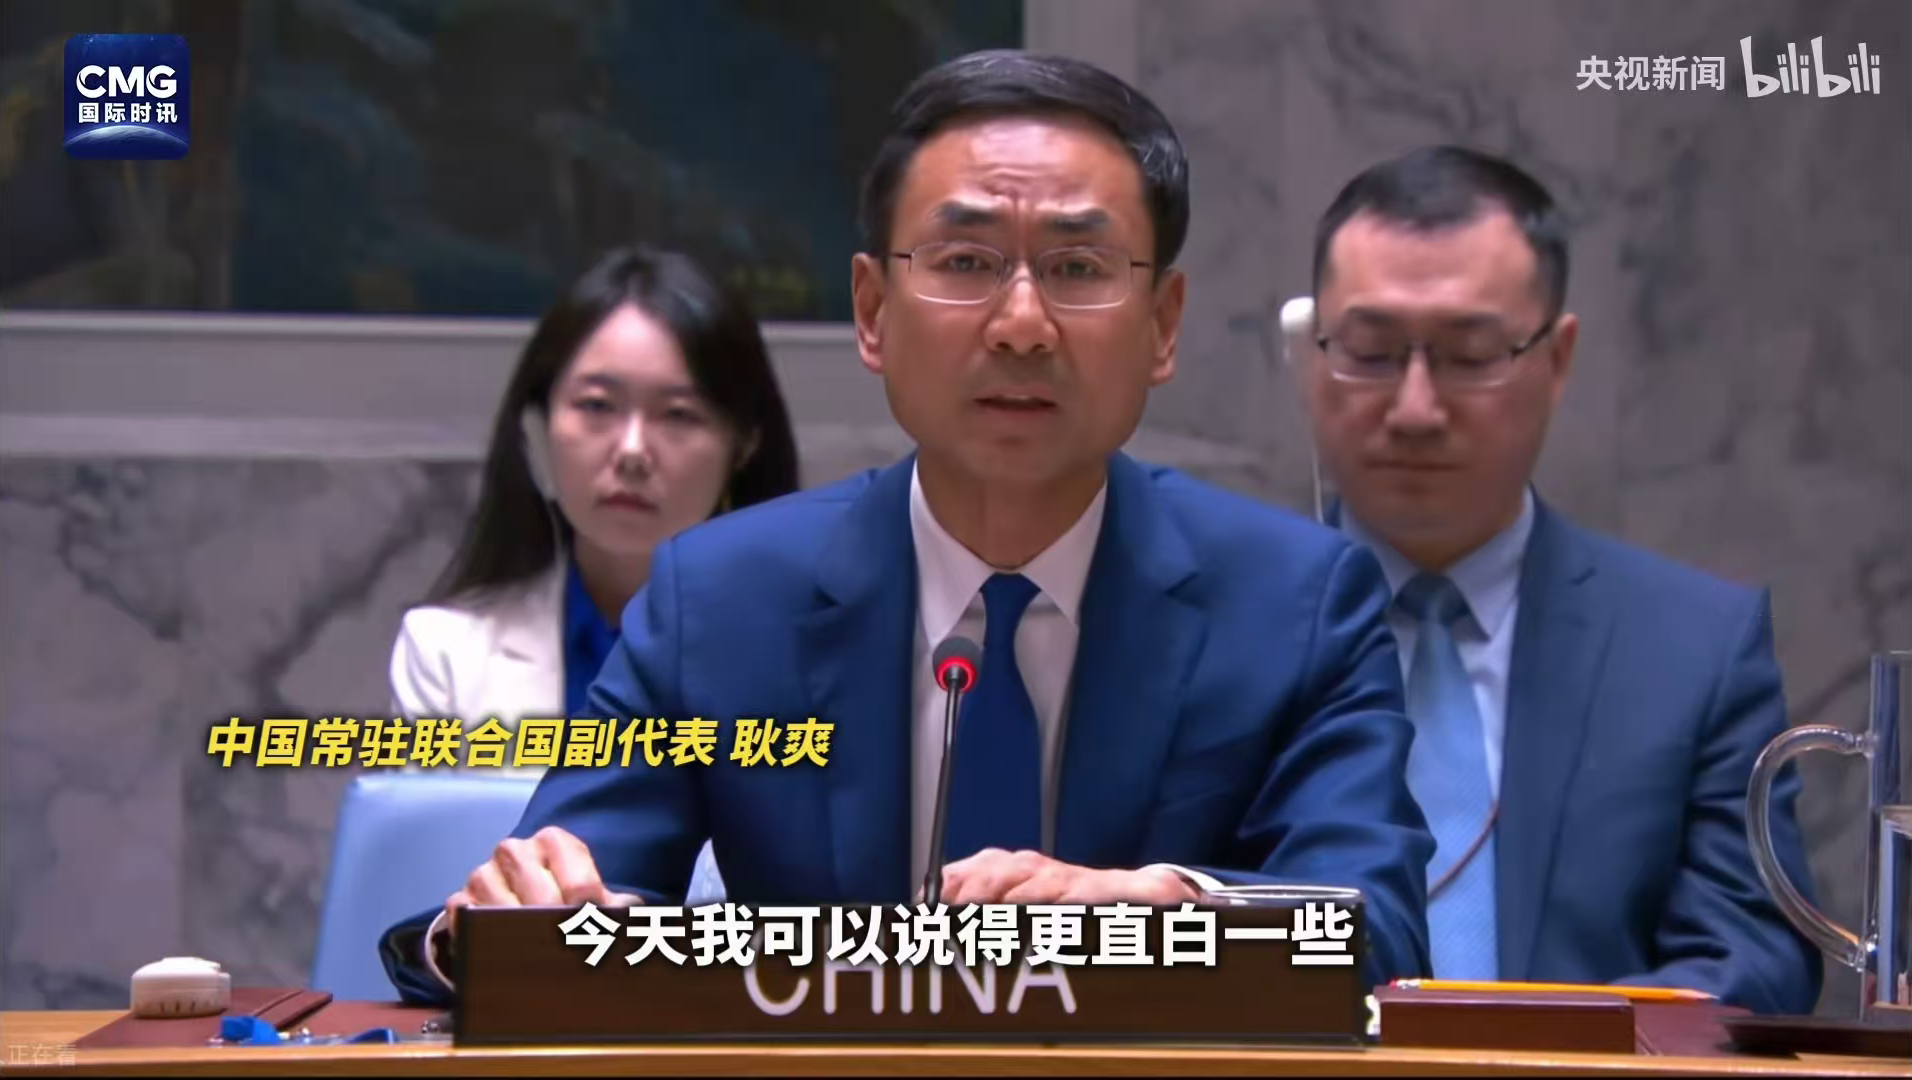 CMG
国际时讯
央视新闻 bilibili
中国常驻联合国副代表 耿爽
今天我可以说得更直白一些
CHINA
正在看